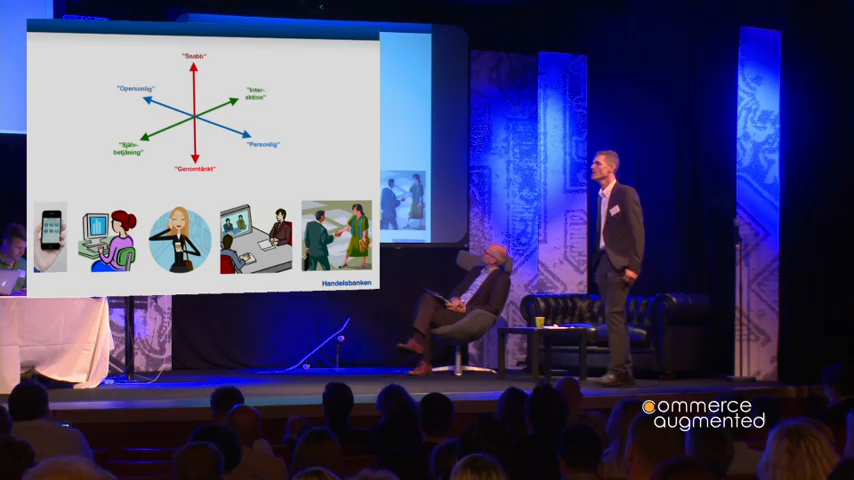 "Snabb"
"Opersonlig"
"Inter-
aktion"
"Själv-
betjäning"
"Personlig"
"Genomtänkt"
Handelsbanken
commerce
augmented